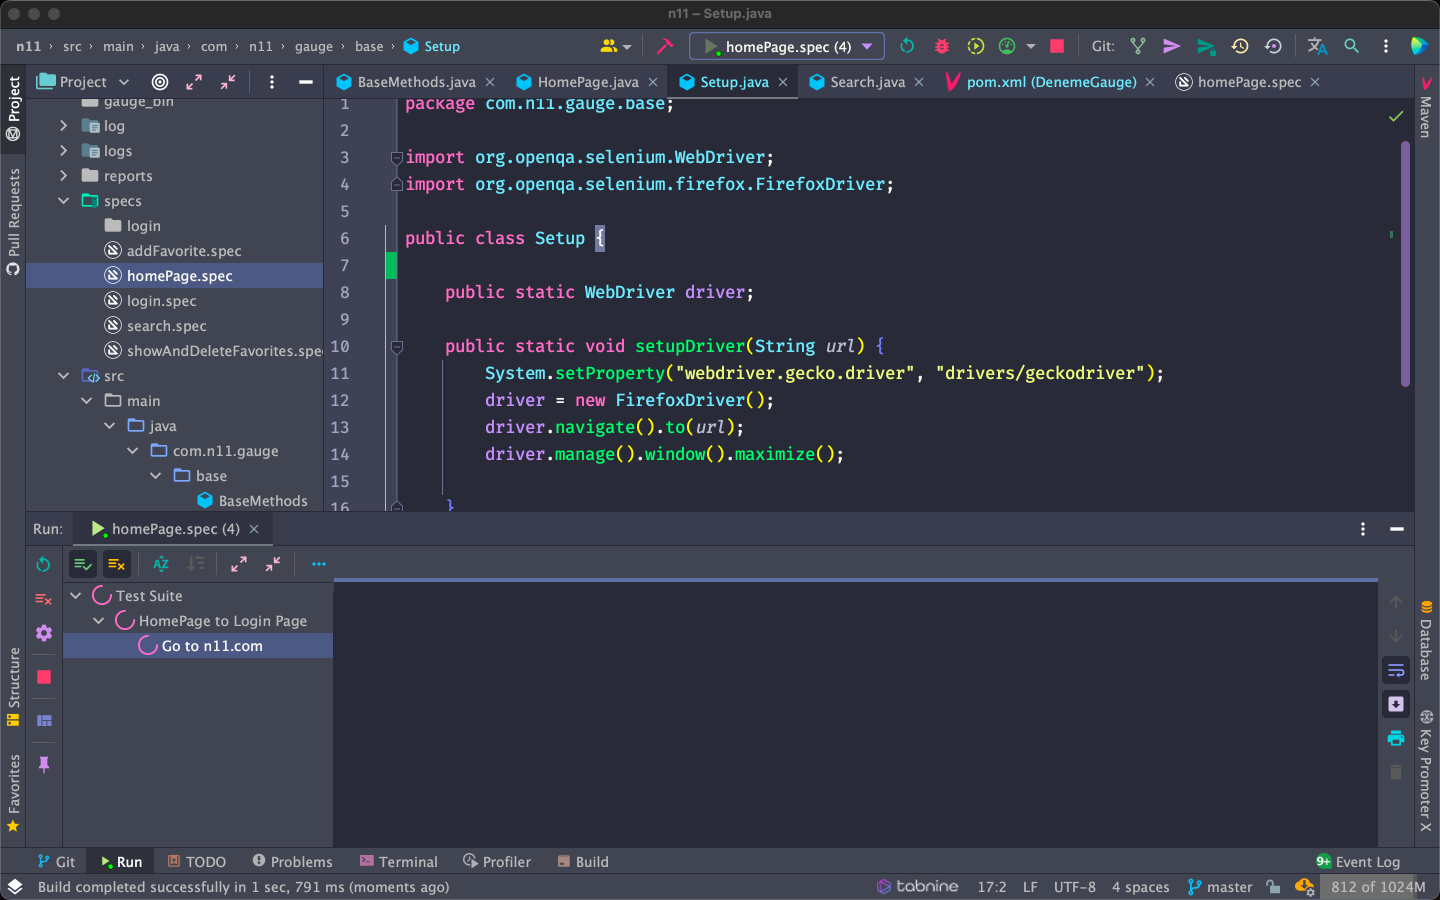 n11 – Setup.java
n11 › src › main › java › com › n11 › gauge › base › Setup
homePage.spec (4)
Git:
Project
BaseMethods.java
HomePage.java
Setup.java
Search.java
pom.xml (DenemeGauge)
homePage.spec
Project
Pull Requests
Structure
Favorites
Maven
Database
Key Promoter X
gauge_bin
log
logs
reports
specs
login
addFavorite.spec
homePage.spec
login.spec
search.spec
showAndDeleteFavorites.spe
src
main
java
com.n11.gauge
base
BaseMethods
1 package com.n11.gauge.base;
2
3 import org.openqa.selenium.WebDriver;
4 import org.openqa.selenium.firefox.FirefoxDriver;
5
6 public class Setup {
7
8 public static WebDriver driver;
9
10 public static void setupDriver(String url) {
11 System.setProperty("webdriver.gecko.driver", "drivers/geckodriver");
12 driver = new FirefoxDriver();
13 driver.navigate().to(url);
14 driver.manage().window().maximize();
15
16 }
Run: homePage.spec (4)
Test Suite
HomePage to Login Page
Go to n11.com
Git
Run
TODO
Problems
Terminal
Profiler
Build
9+ Event Log
Build completed successfully in 1 sec, 791 ms (moments ago)
tabnine
17:2
LF
UTF-8
4 spaces
master
812 of 1024M